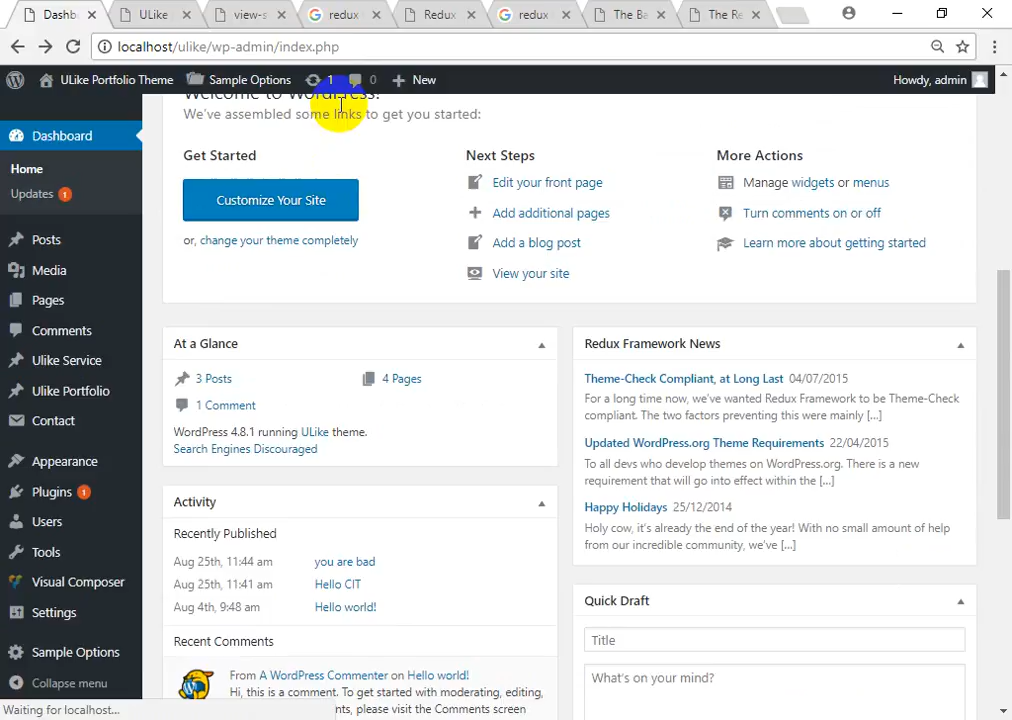 Dashb
ULike
view-s
redux
Redux
redux
The Ba
The Re
localhost/ulike/wp-admin/index.php
ULike Portfolio Theme
Sample Options
1
0
New
Howdy, admin
Welcome to WordPress!
We've assembled some links to get you started:
Dashboard
Home
Updates 1
Posts
Media
Pages
Comments
Ulike Service
Ulike Portfolio
Contact
Appearance
Plugins 1
Users
Tools
Visual Composer
Settings
Sample Options
Collapse menu
Get Started
Customize Your Site
or, change your theme completely
Next Steps
Edit your front page
Add additional pages
Add a blog post
View your site
More Actions
Manage widgets or menus
Turn comments on or off
Learn more about getting started
At a Glance
3 Posts
4 Pages
1 Comment
WordPress 4.8.1 running ULike theme.
Search Engines Discouraged
Activity
Recently Published
Aug 25th, 11:44 am you are bad
Aug 25th, 11:41 am Hello CIT
Aug 4th, 9:48 am Hello world!
Recent Comments
From A WordPress Commenter on Hello world!
Hi, this is a comment. To get started with moderating, editing,
nts, please visit the Comments screen
Redux Framework News
Theme-Check Compliant, at Long Last 04/07/2015
For a long time now, we've wanted Redux Framework to be Theme-Check
compliant. The two factors preventing this were mainly [...]
Updated WordPress.org Theme Requirements 22/04/2015
To all devs who develop themes on WordPress.org. There is a new
requirement that will go into effect within the [...]
Happy Holidays 25/12/2014
Holy cow, it's already the end of the year! With no small amount of help
from our incredible community, we've [...]
Quick Draft
Title
What's on your mind?
Waiting for localhost...